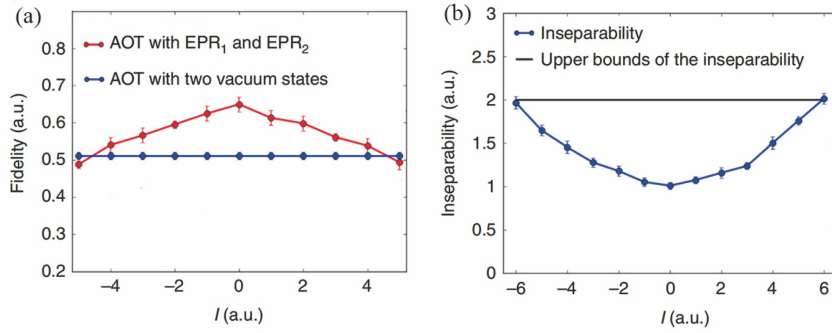 (a)
AOT with EPR₁ and EPR₂
AOT with two vacuum states
Fidelity (a.u.)
0.8
0.7
0.6
0.5
0.4
0.3
0.2
−4 −2 0 2 4
l (a.u.)
(b)
Inseparability
Upper bounds of the inseparability
Inseparability (a.u.)
3
2.5
2
1.5
1
0.5
0
−6 −4 −2 0 2 4 6
l (a.u.)